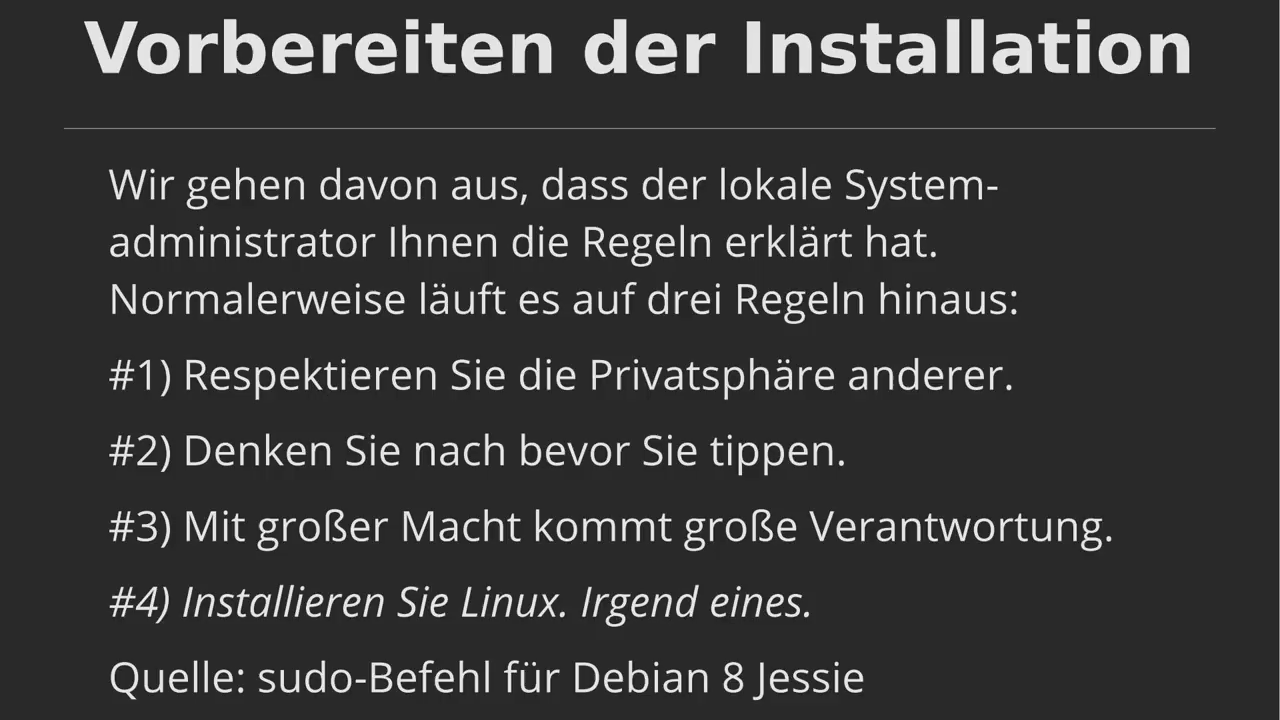 Vorbereiten der Installation
Wir gehen davon aus, dass der lokale System-
administrator Ihnen die Regeln erklärt hat.
Normalerweise läuft es auf drei Regeln hinaus:
#1) Respektieren Sie die Privatsphäre anderer.
#2) Denken Sie nach bevor Sie tippen.
#3) Mit großer Macht kommt große Verantwortung.
#4) Installieren Sie Linux. Irgend eines.
Quelle: sudo-Befehl für Debian 8 Jessie